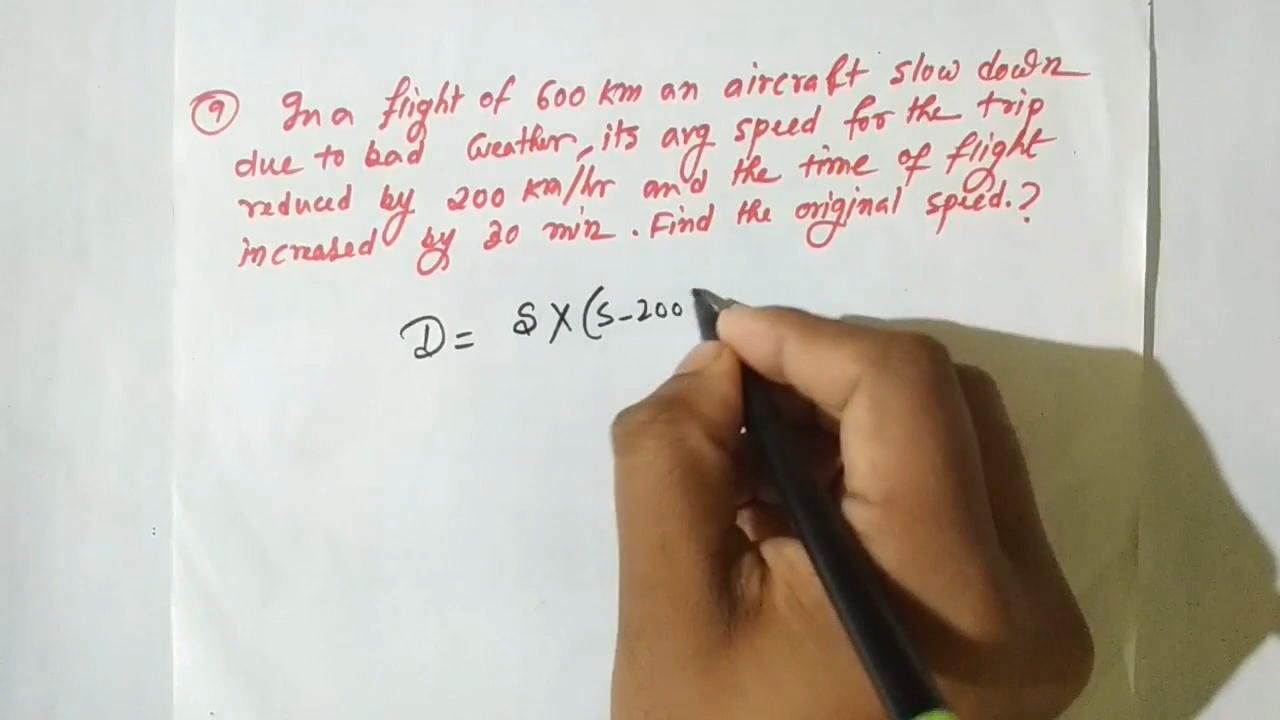 9 In a flight of 600 km an aircraft slow down
due to bad weather, its avg speed for the trip
reduced by 200 km/hr and the time of flight
increased by 30 min. Find the original speed.?
D = S X (S-200